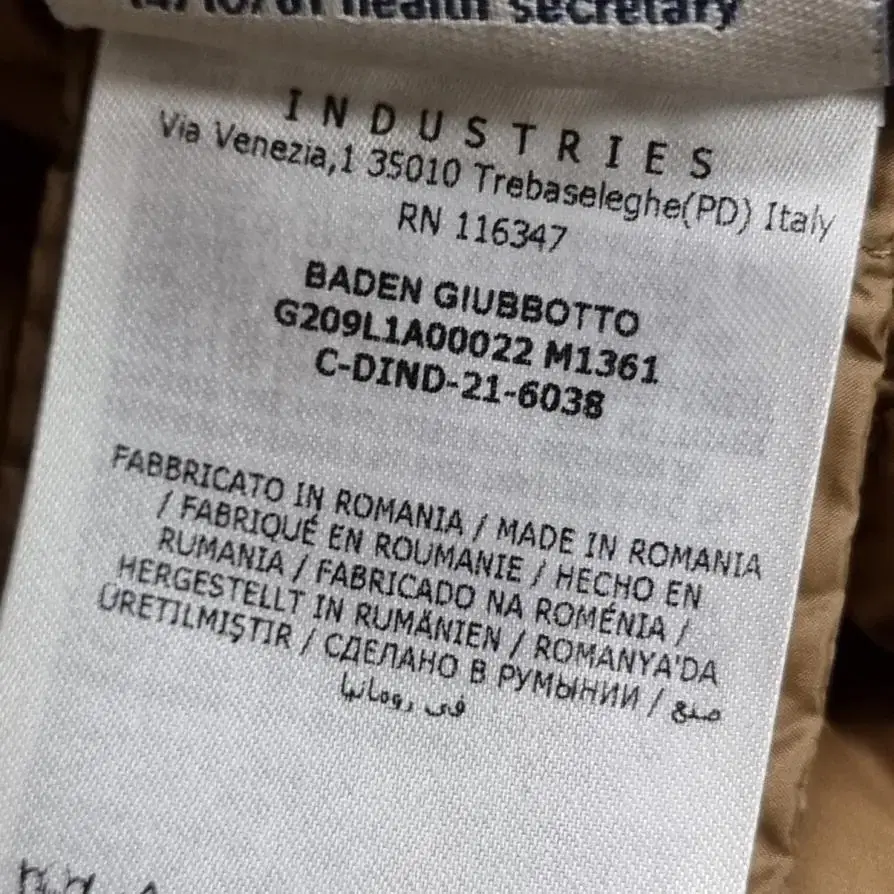 health secretary
INDUSTRIES
Via Venezia,1 35010 Trebaseleghe(PD) Italy
RN 116347
BADEN GIUBBOTTO
G209L1A00022 M1361
C-DIND-21-6038
FABBRICATO IN ROMANIA / MADE IN ROMANIA
/ FABRIQUÉ EN ROUMANIE / HECHO EN
RUMANIA / FABRICADO NA ROMÉNIA /
HERGESTELLT IN RUMÄNIEN / ROMANYA'DA
ÜRETILMIŞTIR / СДЕЛАНО В РУМЫНИИ / صنع
في رومانيا